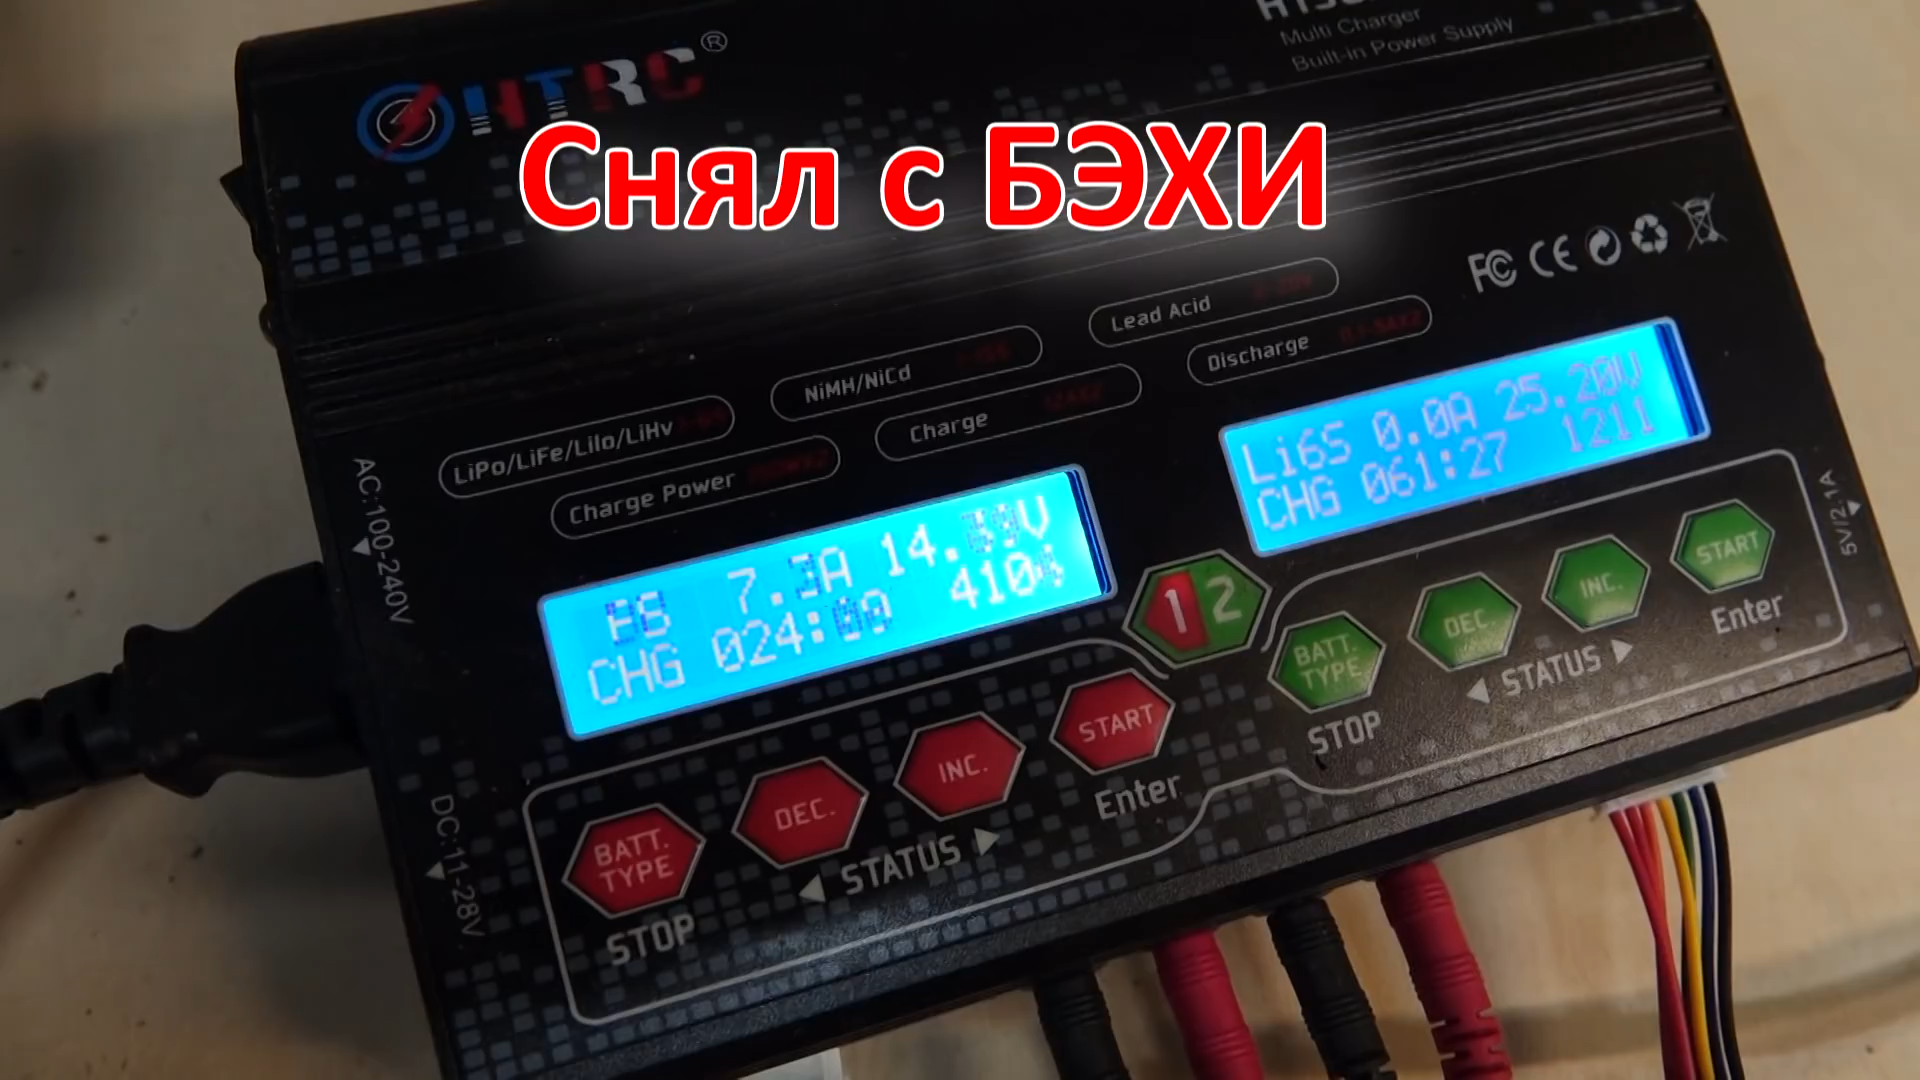 HTRC®
Multi Charger
Built-in Power Supply
Снял с БЭХИ
FC CE
LiPo/LiFe/LiIo/LiHv
NiMH/NiCd
Lead Acid
Charge Power
Charge
Discharge
AC:100-240V
DC:11-28V
5V/2.1A
7.3A 14.
CHG 024:
410
Li6S 0.0A 25.20V
CHG 061:27 1211
1 2
BATT. TYPE
DEC.
INC.
START
STOP
STATUS
Enter
BATT. TYPE
DEC.
INC.
START
STOP
STATUS
Enter